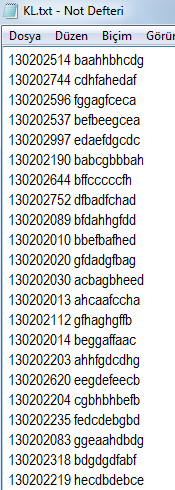 KL.txt - Not Defteri
Dosya Düzen Biçim Görür
130202514 baahhbhcdg
130202744 cdhfahedaf
130202596 fggagfceca
130202537 befbeegcea
130202997 edaefdgcdc
130202190 babcgbbbah
130202644 bffcccccfh
130202752 dfbadfchad
130202089 bfdahhgfdd
130202010 bbefbafhed
130202020 gfdadgfbag
130202030 acbagbheed
130202013 ahcaafccha
130202112 gfhaghgffb
130202014 beggaffaac
130202203 ahhfgdcdhg
130202620 eegdefeecb
130202204 cgbhbhbefb
130202235 fedcdebgbd
130202083 ggeaahdbdg
130202318 bdgdgdfabf
130202219 hecdbdebce